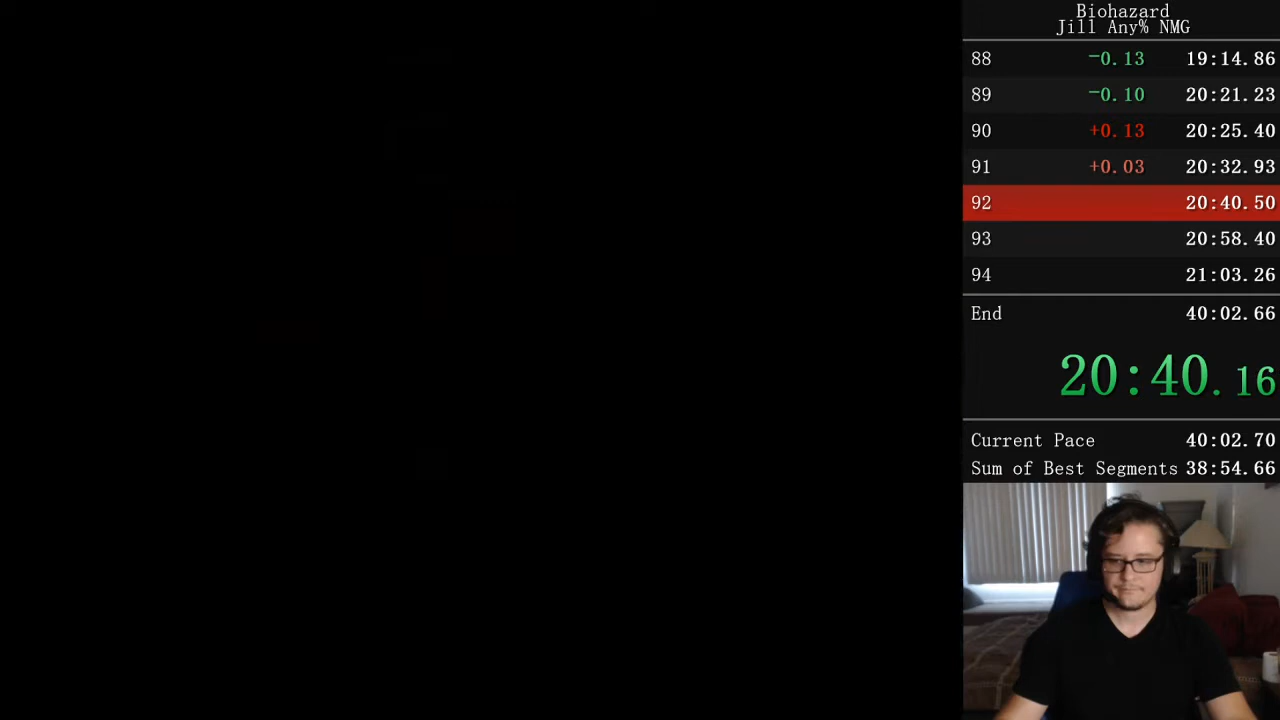 Biohazard
Jill Any% NMG
88 -0.13 19:14.86
89 -0.10 20:21.23
90 +0.13 20:25.40
91 +0.03 20:32.93
92 20:40.50
93 20:58.40
94 21:03.26
End 40:02.66
20:40.16
Current Pace 40:02.70
Sum of Best Segments 38:54.66